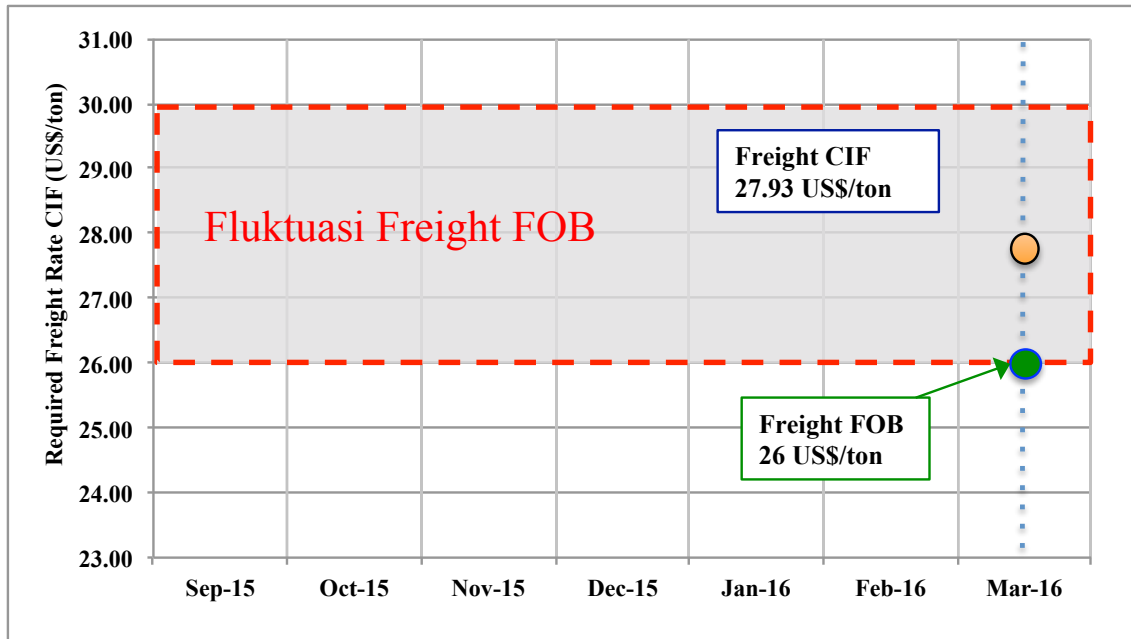 Required Freight Rate CIF (US$/ton)
31.00
30.00
29.00
28.00
27.00
26.00
25.00
24.00
23.00
Fluktuasi Freight FOB
Freight CIF
27.93 US$/ton
Freight FOB
26 US$/ton
Sep-15 Oct-15 Nov-15 Dec-15 Jan-16 Feb-16 Mar-16